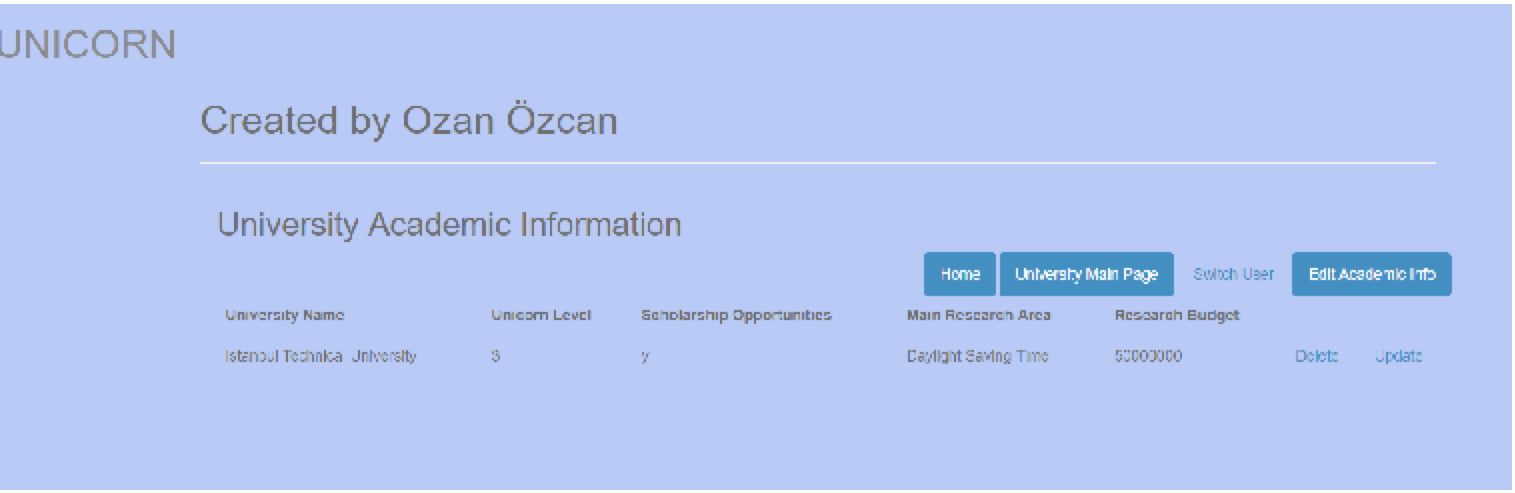 UNICORN
Created by Ozan Özcan
University Academic Information
Home University Main Page Switch User Edit Academic Info
University Name Unicorn Level Scholarship Opportunities Main Research Area Research Budget
Istanbul Technical University 3 y Daylight Saving Time 50000000 Delete Update